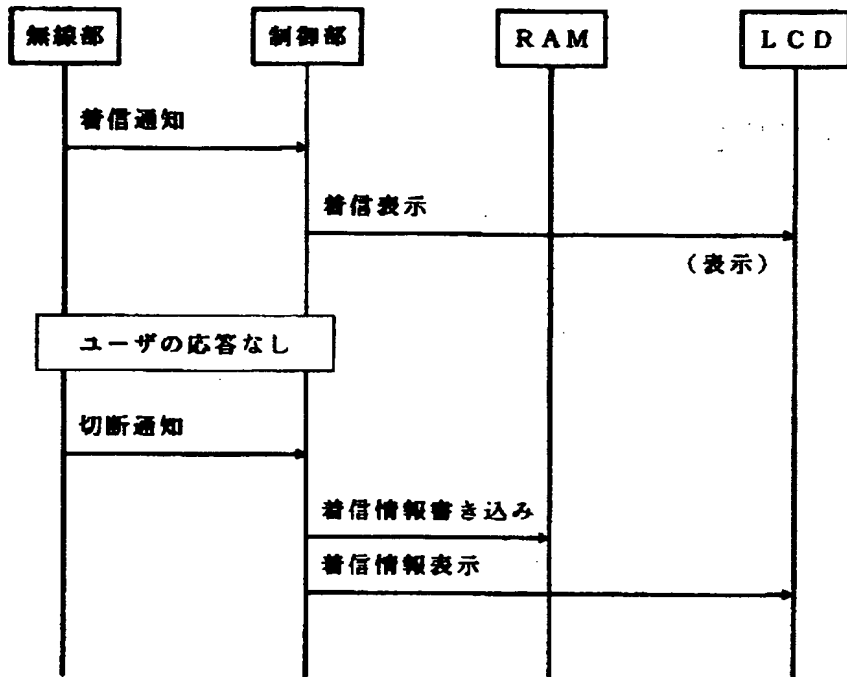 無線部
制御部
RAM
LCD
着信通知
着信表示
(表示)
ユーザの応答なし
切断通知
着信情報書き込み
着信情報表示